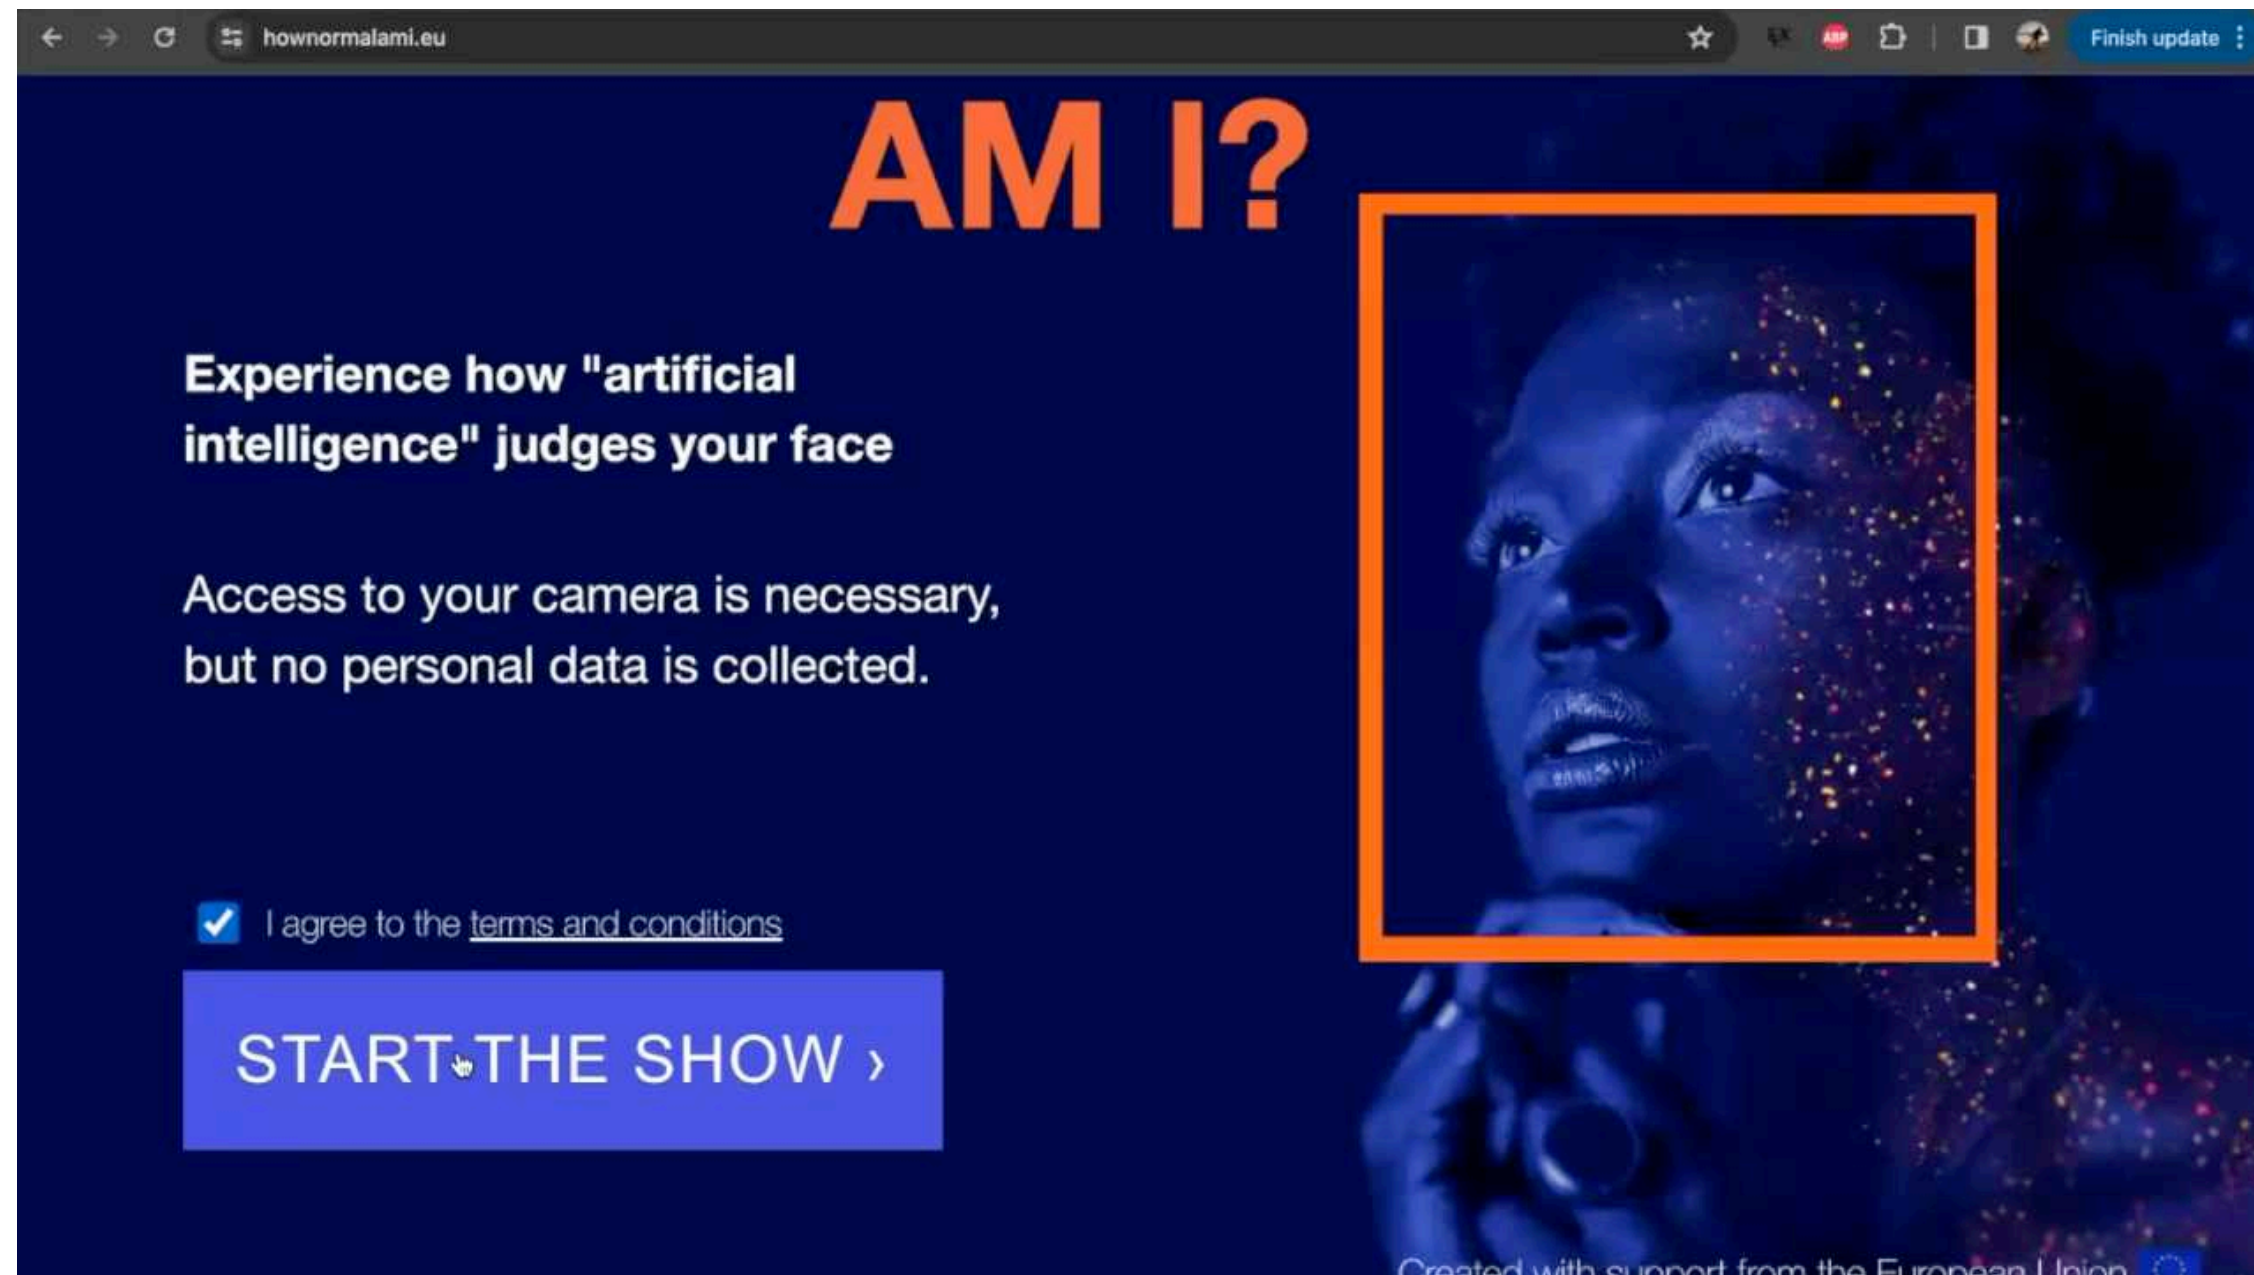 hownormalami.eu
ABP
Finish update
AM I?
Experience how "artificial
intelligence" judges your face
Access to your camera is necessary,
but no personal data is collected.
I agree to the terms and conditions
START THE SHOW ›
Created with support from the European Union